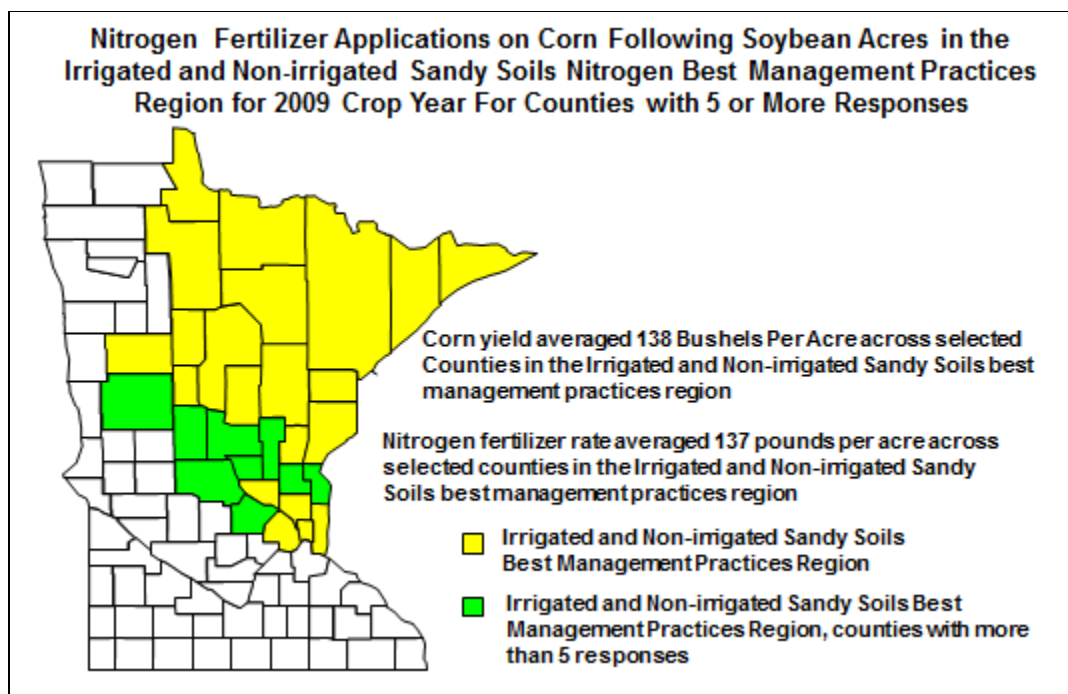 Nitrogen Fertilizer Applications on Corn Following Soybean Acres in the
Irrigated and Non-irrigated Sandy Soils Nitrogen Best Management Practices
Region for 2009 Crop Year For Counties with 5 or More Responses
Corn yield averaged 138 Bushels Per Acre across selected
Counties in the Irrigated and Non-irrigated Sandy Soils best
management practices region
Nitrogen fertilizer rate averaged 137 pounds per acre across
selected counties in the Irrigated and Non-irrigated Sandy
Soils best management practices region
Irrigated and Non-irrigated Sandy Soils
Best Management Practices Region
Irrigated and Non-irrigated Sandy Soils Best
Management Practices Region, counties with more
than 5 responses